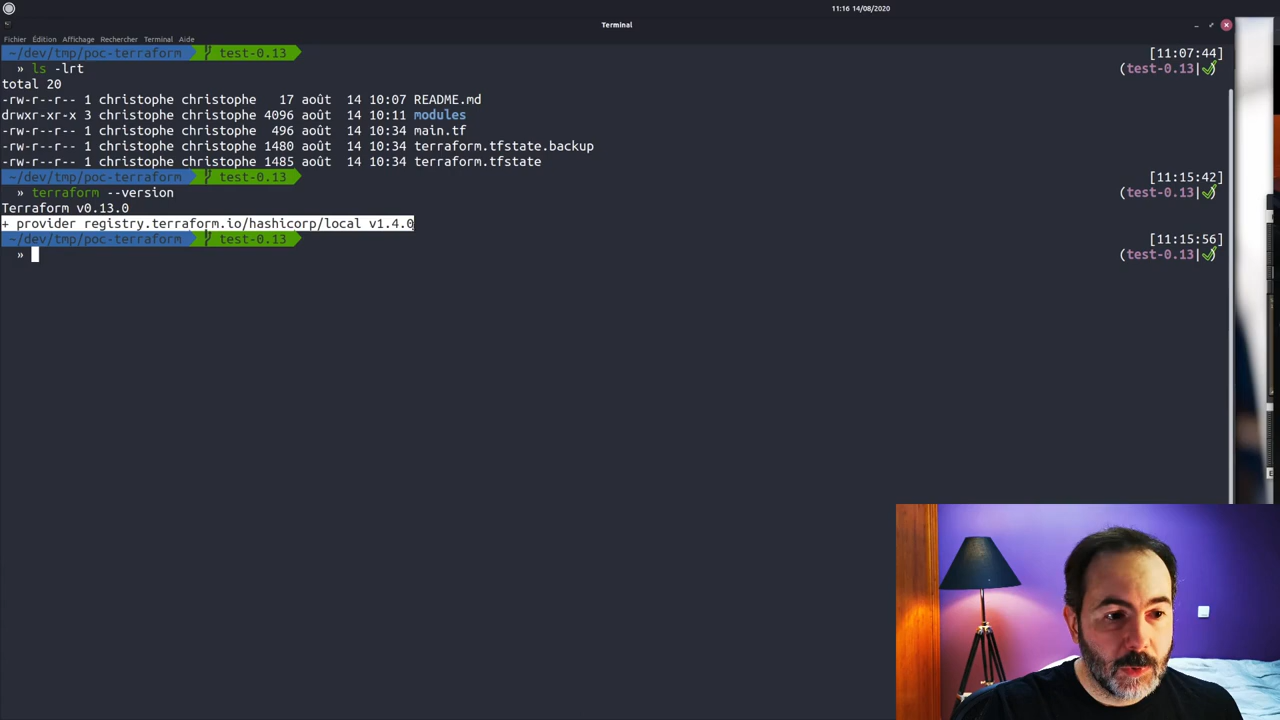 11:16 14/08/2020
Terminal
Fichier Édition Affichage Rechercher Terminal Aide
~/dev/tmp/poc-terraform test-0.13 [11:07:44]
» ls -lrt (test-0.13|✓)
total 20
-rw-r--r-- 1 christophe christophe 17 août 14 10:07 README.md
drwxr-xr-x 3 christophe christophe 4096 août 14 10:11 modules
-rw-r--r-- 1 christophe christophe 496 août 14 10:34 main.tf
-rw-r--r-- 1 christophe christophe 1480 août 14 10:34 terraform.tfstate.backup
-rw-r--r-- 1 christophe christophe 1485 août 14 10:34 terraform.tfstate
~/dev/tmp/poc-terraform test-0.13 [11:15:42]
» terraform --version (test-0.13|✓)
Terraform v0.13.0
+ provider registry.terraform.io/hashicorp/local v1.4.0
~/dev/tmp/poc-terraform test-0.13 [11:15:56]
» (test-0.13|✓)